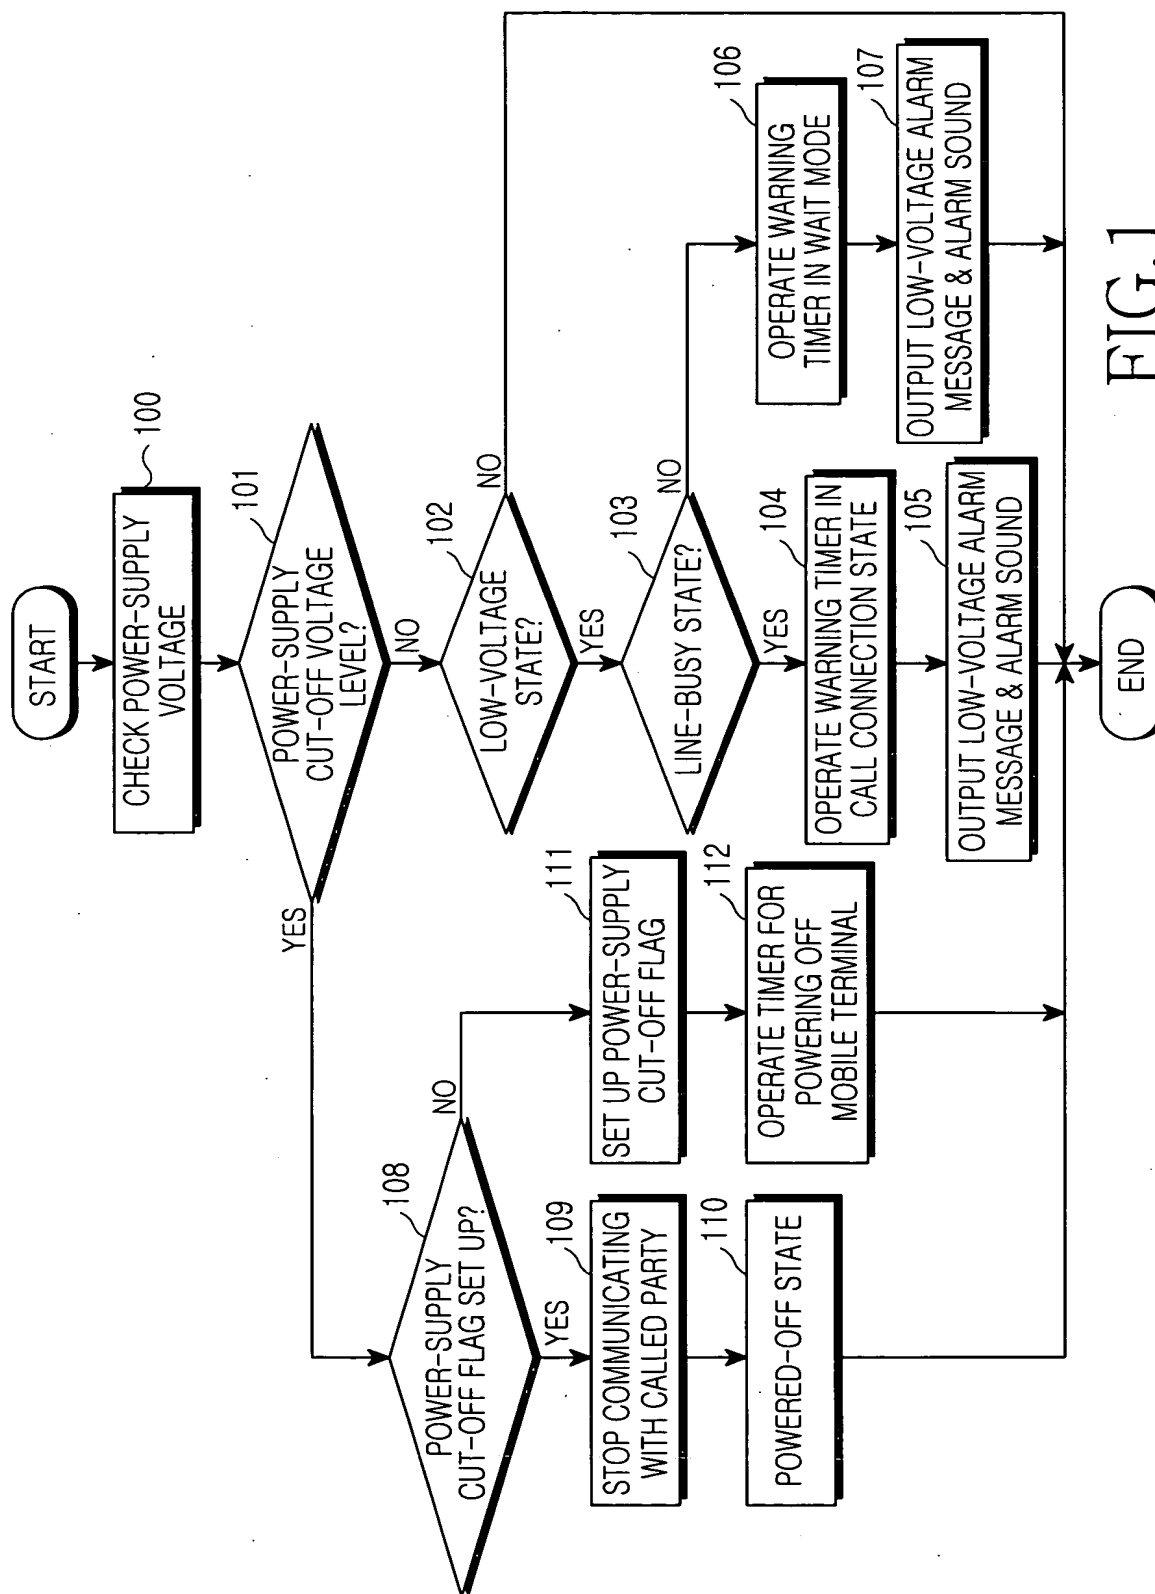 START
100
CHECK POWER-SUPPLY
VOLTAGE
101
POWER-SUPPLY
CUT-OFF VOLTAGE
LEVEL?
YES
NO
102
LOW-VOLTAGE
STATE?
NO
YES
103
LINE-BUSY STATE?
NO
YES
104
OPERATE WARNING TIMER IN
CALL CONNECTION STATE
105
OUTPUT LOW-VOLTAGE ALARM
MESSAGE & ALARM SOUND
106
OPERATE WARNING
TIMER IN WAIT MODE
107
OUTPUT LOW-VOLTAGE ALARM
MESSAGE & ALARM SOUND
108
POWER-SUPPLY
CUT-OFF FLAG SET UP?
NO
YES
109
STOP COMMUNICATING
WITH CALLED PARTY
110
POWERED-OFF STATE
111
SET UP POWER-SUPPLY
CUT-OFF FLAG
112
OPERATE TIMER FOR
POWERING OFF
MOBILE TERMINAL
END
FIG.1